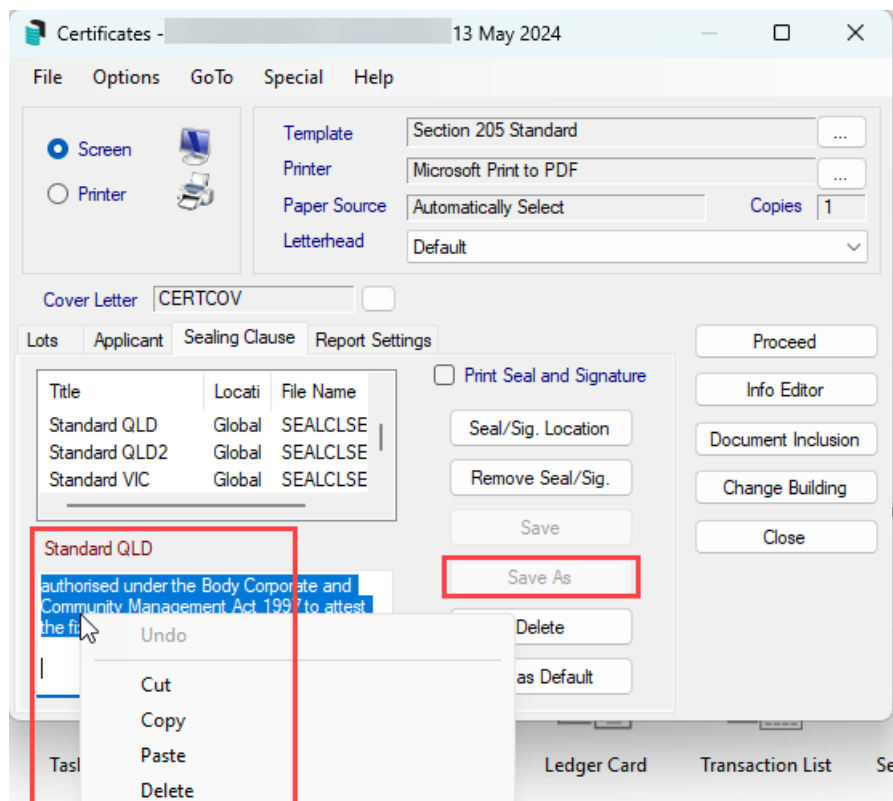 Certificates - 13 May 2024
File Options GoTo Special Help
Screen
Printer
Template Section 205 Standard ...
Printer Microsoft Print to PDF ...
Paper Source Automatically Select Copies 1
Letterhead Default
Cover Letter CERTCOV
Lots Applicant Sealing Clause Report Settings
Title Locati File Name
Standard QLD Global SEALCLSE
Standard QLD2 Global SEALCLSE
Standard VIC Global SEALCLSE
Print Seal and Signature
Seal/Sig. Location
Remove Seal/Sig.
Save
Save As
Delete
as Default
Proceed
Info Editor
Document Inclusion
Change Building
Close
Standard QLD
authorised under the Body Corporate and
Community Management Act 1997 to attest
the
Undo
Cut
Copy
Paste
Delete
Ledger Card Transaction List